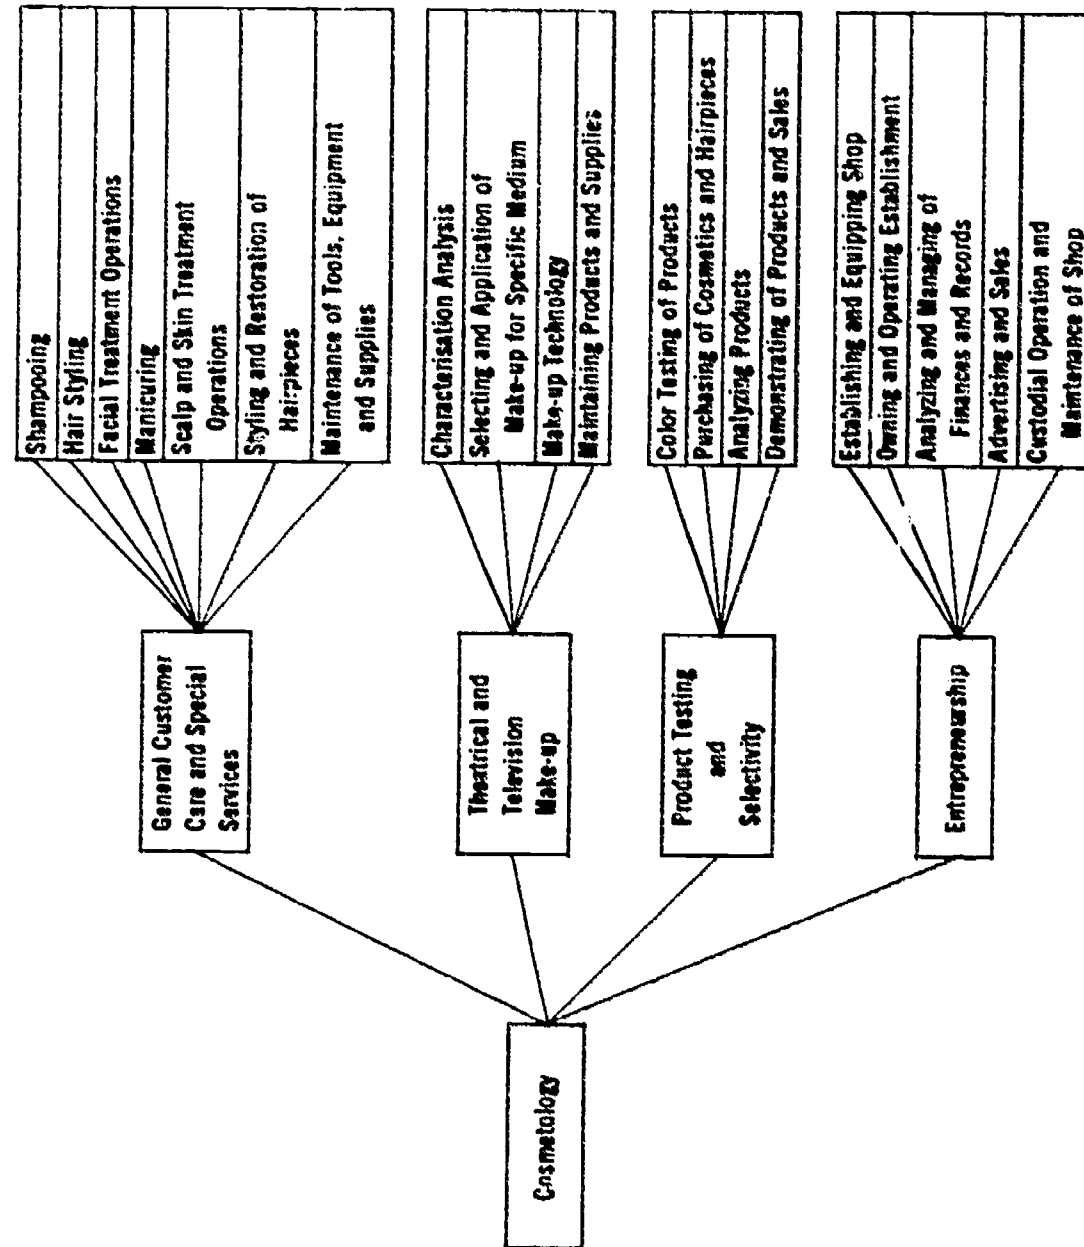 Cosmetology
General Customer
Care and Special
Services
Shampooing
Hair Styling
Facial Treatment Operations
Manicuring
Scalp and Skin Treatment
Operations
Styling and Restoration of
Hairpieces
Maintenance of Tools, Equipment
and Supplies
Theatrical and
Television
Make-up
Characterisation Analysis
Selecting and Application of
Make-up for Specific Medium
Make-up Technology
Maintaining Products and Supplies
Product Testing
and
Selectivity
Color Testing of Products
Purchasing of Cosmetics and Hairpieces
Analyzing Products
Demonstrating of Products and Sales
Entrepreneurship
Establishing and Equipping Shop
Owning and Operating Establishment
Analyzing and Managing of
Finances and Records
Advertising and Sales
Custodial Operation and
Maintenance of Shop